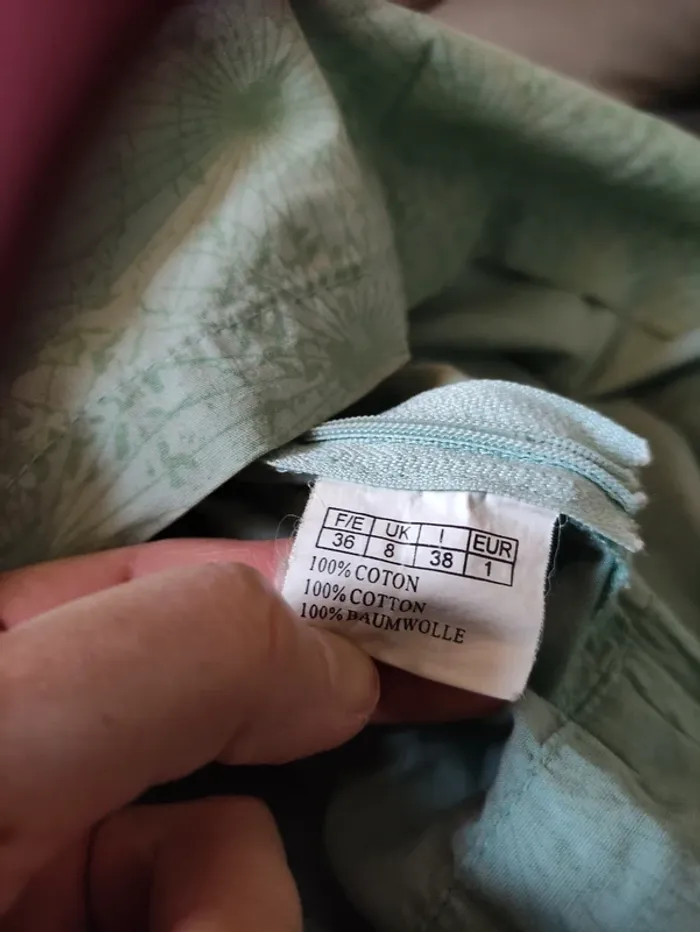 F/E UK I EUR
36 8 38 1
100% COTON
100% COTTON
100% BAUMWOLLE